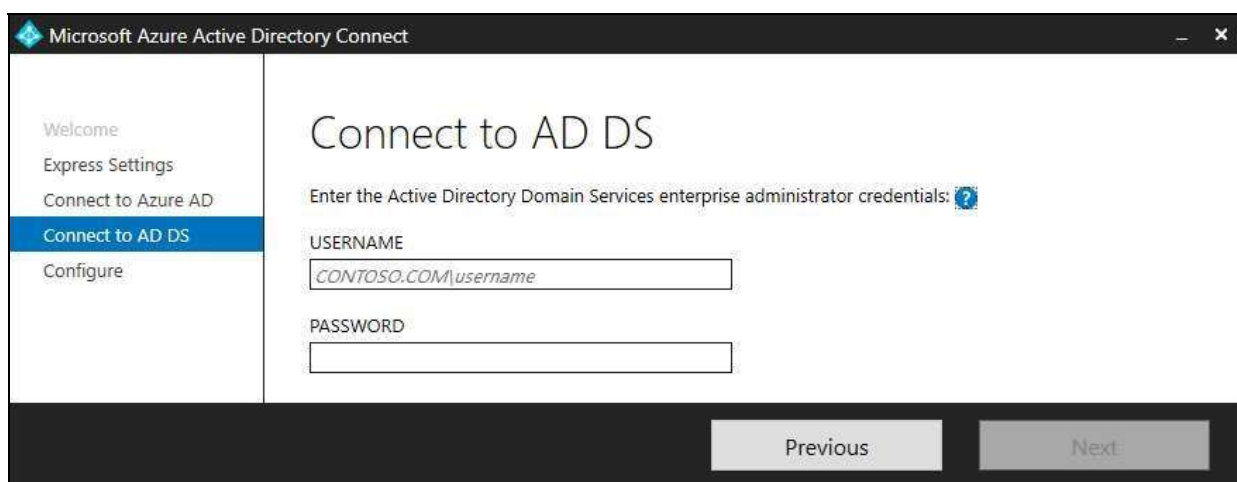 Microsoft Azure Active Directory Connect
Welcome
Express Settings
Connect to Azure AD
Connect to AD DS
Configure
Connect to AD DS
Enter the Active Directory Domain Services enterprise administrator credentials: ?
USERNAME
CONTOSO.COM\username
PASSWORD
Previous
Next